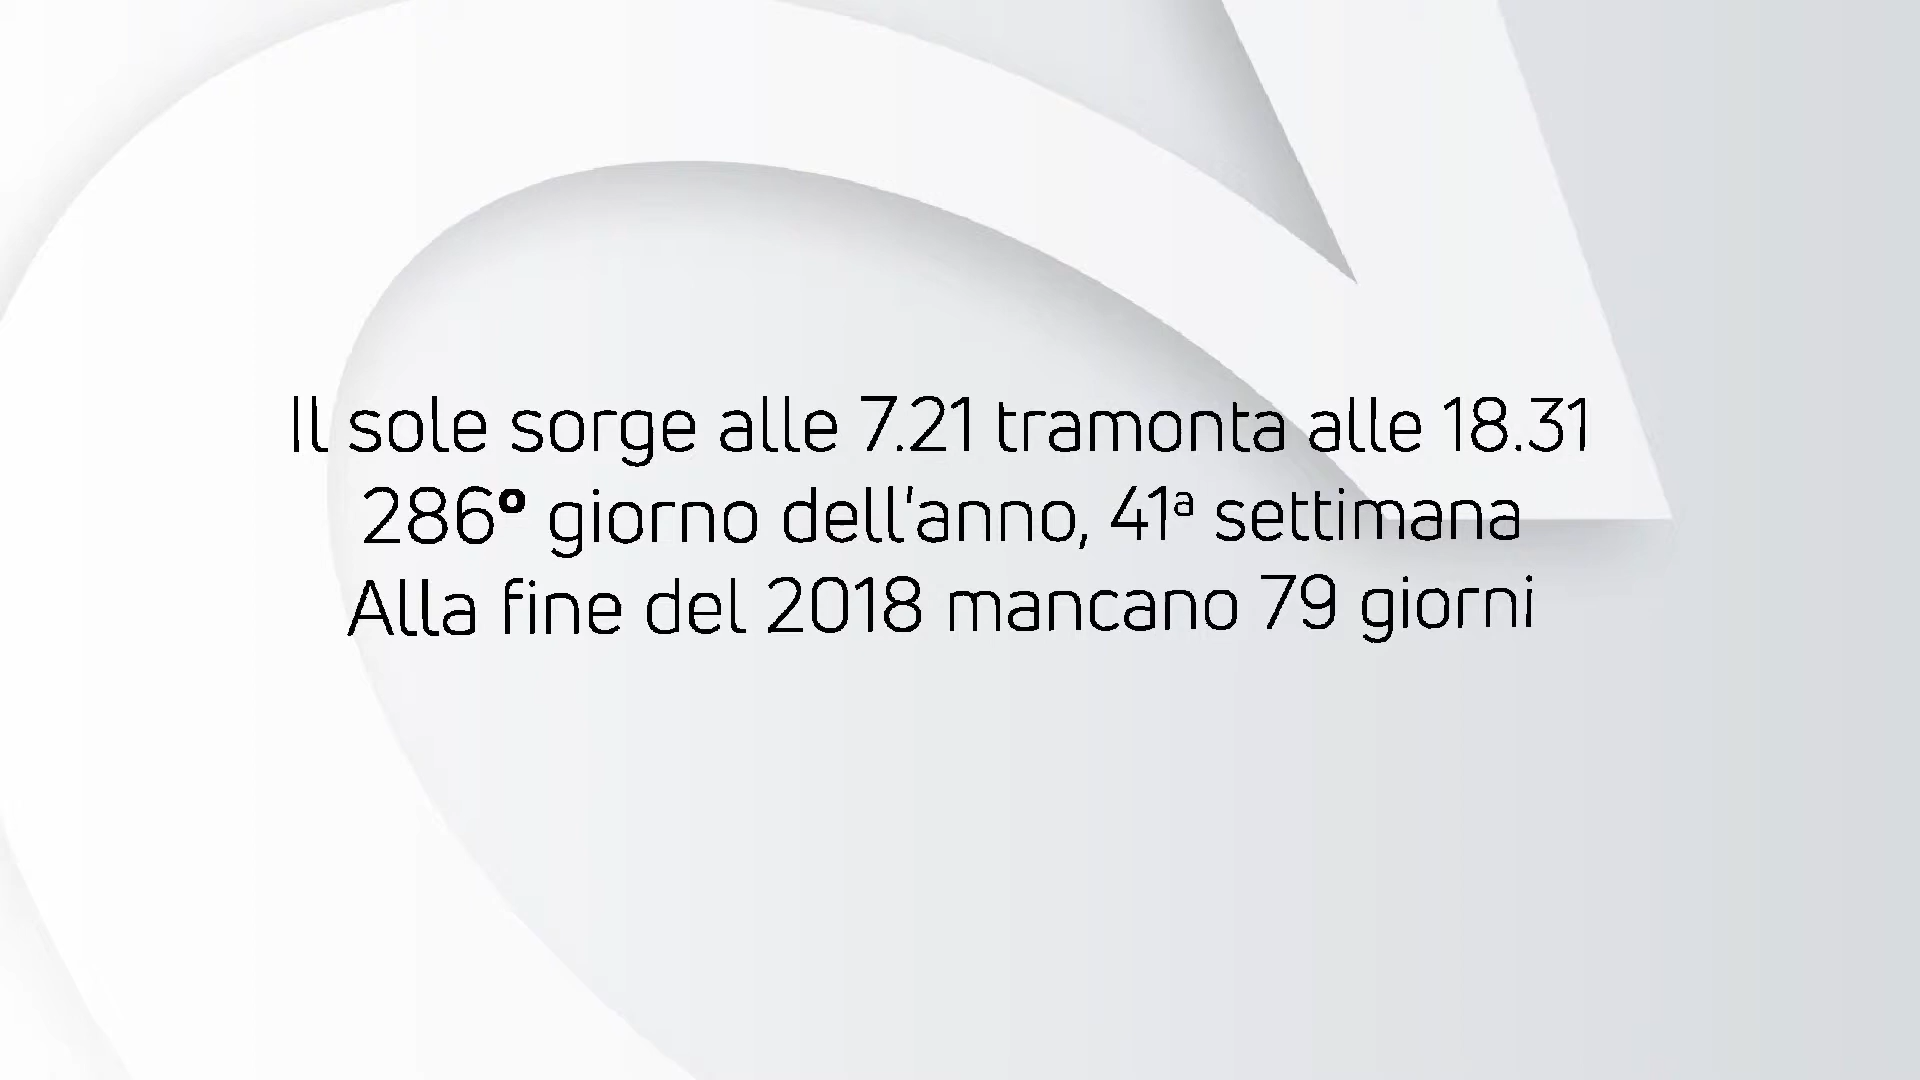 Il sole sorge alle 7.21 tramonta alle 18.31
286° giorno dell'anno, 41ª settimana
Alla fine del 2018 mancano 79 giorni